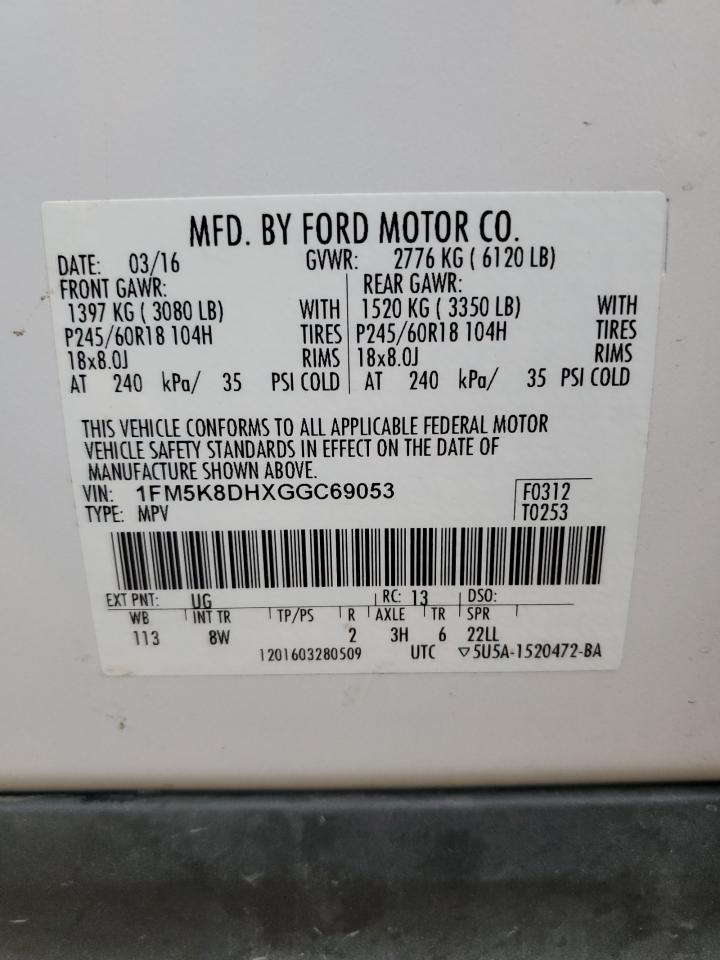 MFD. BY FORD MOTOR CO.
DATE: 03/16 GVWR: 2776 KG ( 6120 LB)
FRONT GAWR: REAR GAWR:
1397 KG ( 3080 LB) WITH 1520 KG ( 3350 LB) WITH
P245/60R18 104H TIRES P245/60R18 104H TIRES
18x8.0J RIMS 18x8.0J RIMS
AT 240 kPa/ 35 PSI COLD AT 240 kPa/ 35 PSI COLD
THIS VEHICLE CONFORMS TO ALL APPLICABLE FEDERAL MOTOR
VEHICLE SAFETY STANDARDS IN EFFECT ON THE DATE OF
MANUFACTURE SHOWN ABOVE.
VIN: 1FM5K8DHXGGC69053 F0312
TYPE: MPV T0253
EXT PNT: UG RC: 13 DSO:
WB INT TR TP/PS R AXLE TR SPR
113 8W 2 3H 6 22LL
1201603280509 UTC ▽5U5A-1520472-BA